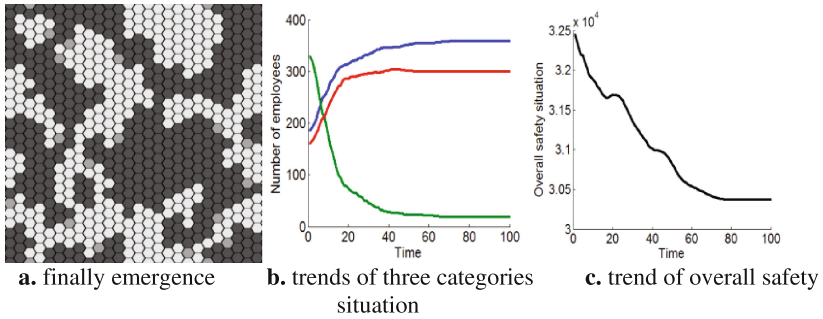 400
300
200
100
0
Number of employees
0 20 40 60 80 100
Time
x 10⁴
3.25
3.2
3.15
3.1
3.05
3
Overall safety situation
0 20 40 60 80 100
Time
a. finally emergence
b. trends of three categories
situation
c. trend of overall safety